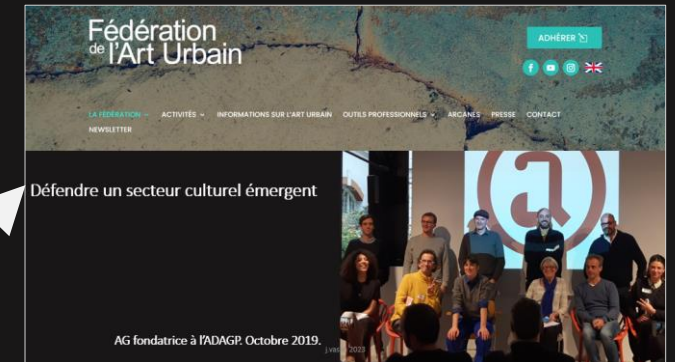 Fédération
de l'Art Urbain
ADHÉRER
LA FÉDÉRATION ACTIVITÉS INFORMATIONS SUR L'ART URBAIN OUTILS PROFESSIONNELS ARCANES PRESSE CONTACT
NEWSLETTER
Défendre un secteur culturel émergent
AG fondatrice à l'ADAGP. Octobre 2019.
2023